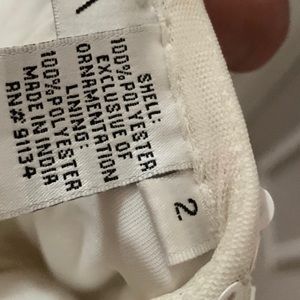 SHELL:
100% POLYESTER
EXCLUSIVE OF
ORNAMENTATION
LINING:
100% POLYESTER
MADE IN INDIA
RN# 91134
2